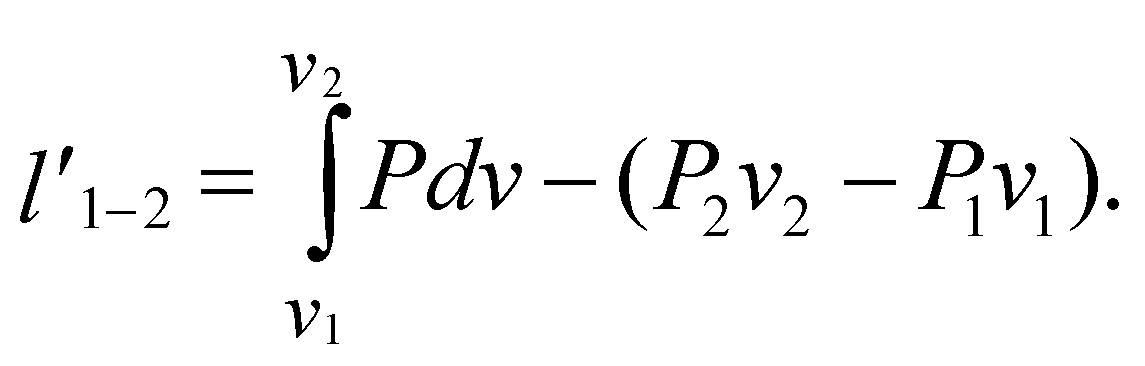 l′₁₋₂ = ∫_{v₁}^{v₂} Pdv − (P₂v₂ − P₁v₁).